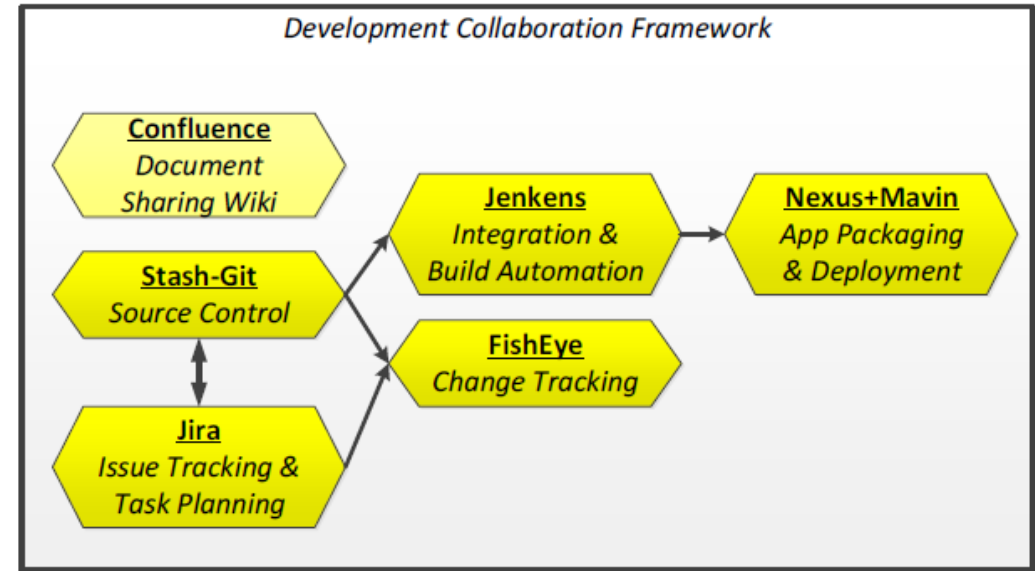 Development Collaboration Framework
Confluence
Document
Sharing Wiki
Stash-Git
Source Control
Jira
Issue Tracking &
Task Planning
Jenkens
Integration &
Build Automation
FishEye
Change Tracking
Nexus+Mavin
App Packaging
& Deployment